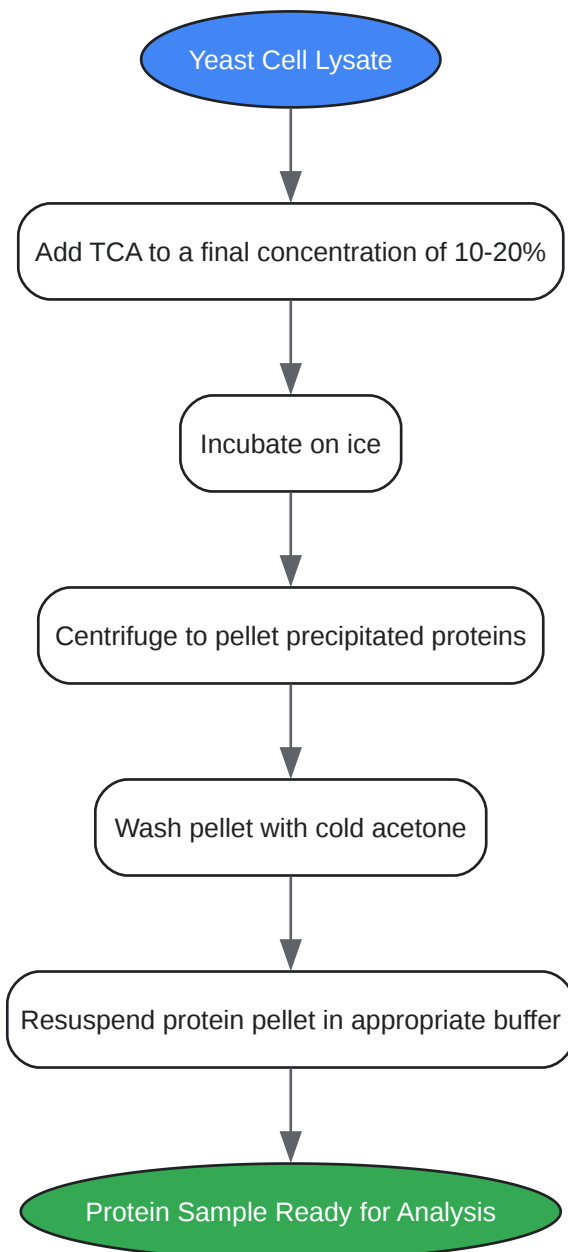 Yeast Cell Lysate
Add TCA to a final concentration of 10-20%
Incubate on ice
Centrifuge to pellet precipitated proteins
Wash pellet with cold acetone
Resuspend protein pellet in appropriate buffer
Protein Sample Ready for Analysis